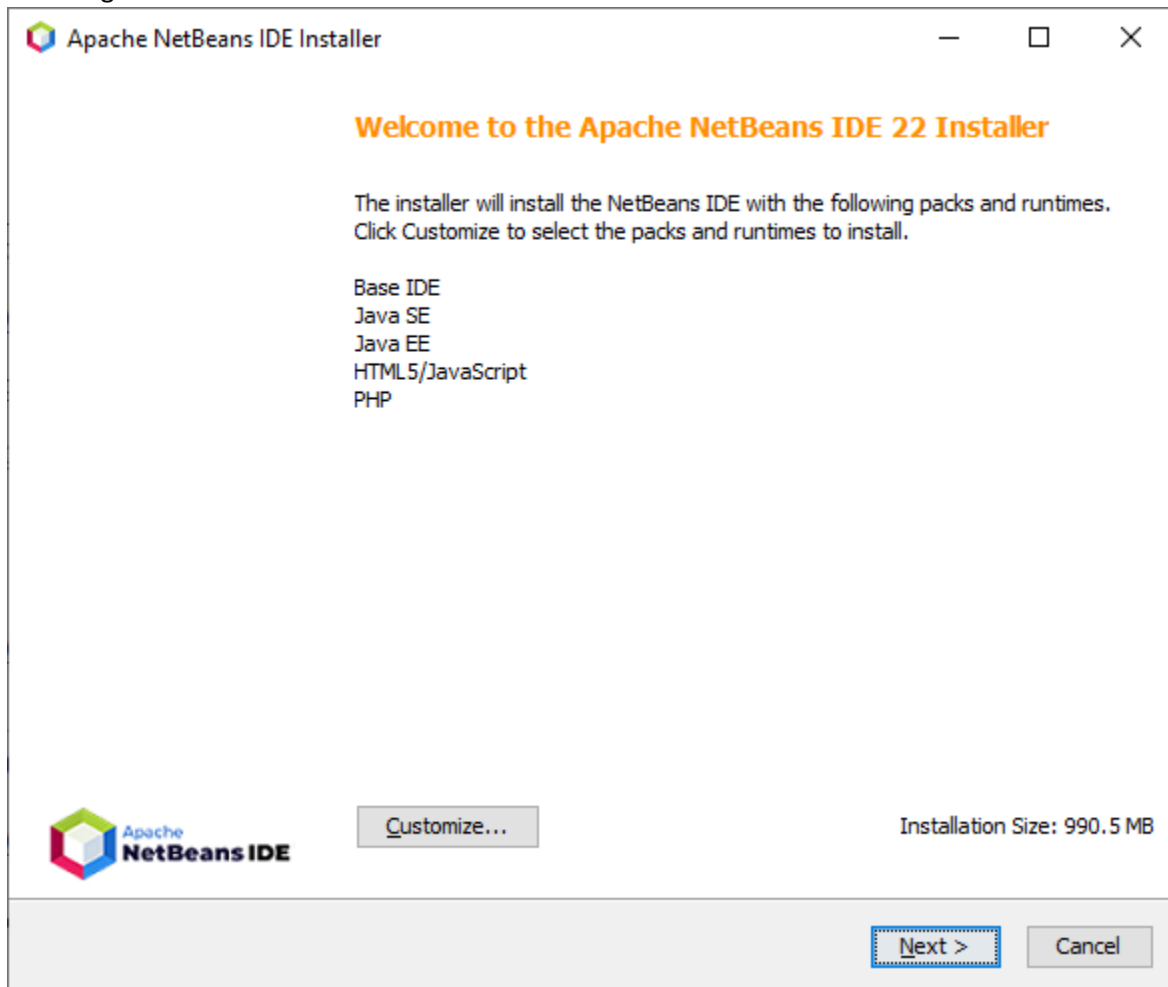 Apache NetBeans IDE Installer
Welcome to the Apache NetBeans IDE 22 Installer
The installer will install the NetBeans IDE with the following packs and runtimes.
Click Customize to select the packs and runtimes to install.
Base IDE
Java SE
Java EE
HTML5/JavaScript
PHP
Apache
NetBeans IDE
Customize...
Installation Size: 990.5 MB
Next >
Cancel